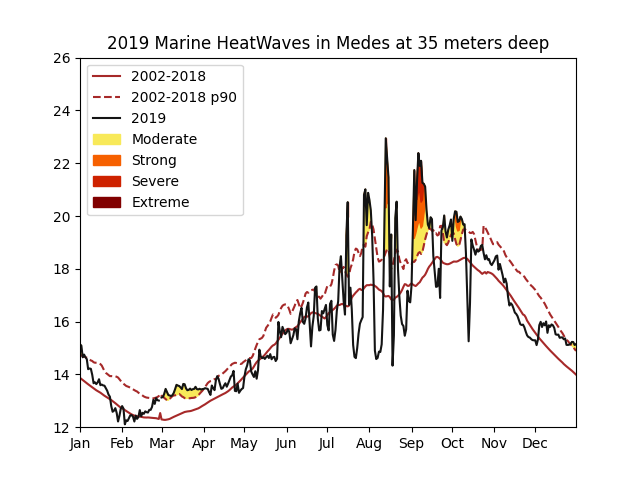 2019 Marine HeatWaves in Medes at 35 meters deep
26
24
22
20
18
16
14
12
2002-2018
2002-2018 p90
2019
Moderate
Strong
Severe
Extreme
Jan Feb Mar Apr May Jun Jul Aug Sep Oct Nov Dec